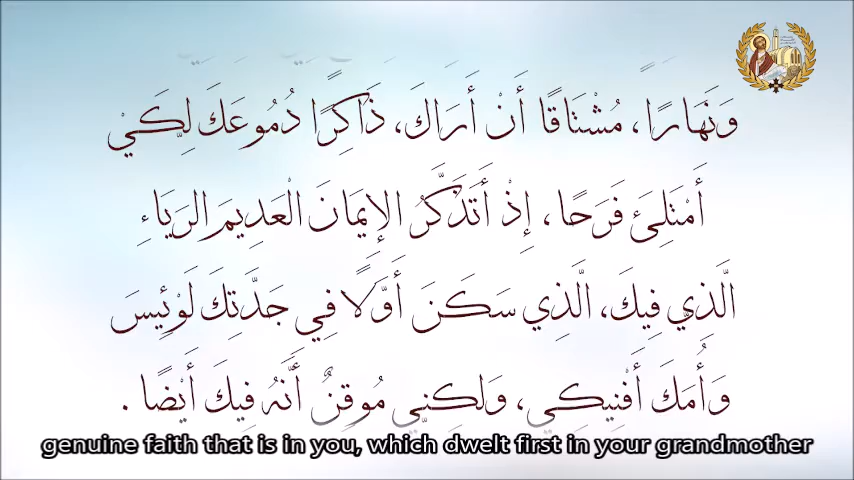 وَنَهَارًا، مُشْتَاقًا أَنْ أَرَاكَ، ذَاكِرًا دُمُوعَكَ لِكَيْ
أَمْتَلِئَ فَرَحًا، إِذْ أَتَذَكَّرُ الإِيمَانَ الْعَدِيمَ الرِّيَاءِ
الَّذِي فِيكَ، الَّذِي سَكَنَ أَوَّلًا فِي جَدَّتِكَ لَوْئِيسَ
وَأُمِّكَ أَفْنِيكِي، وَلكِنِّي مُوقِنٌ أَنَّهُ فِيكَ أَيْضًا .
genuine faith that is in you, which dwelt first in your grandmother